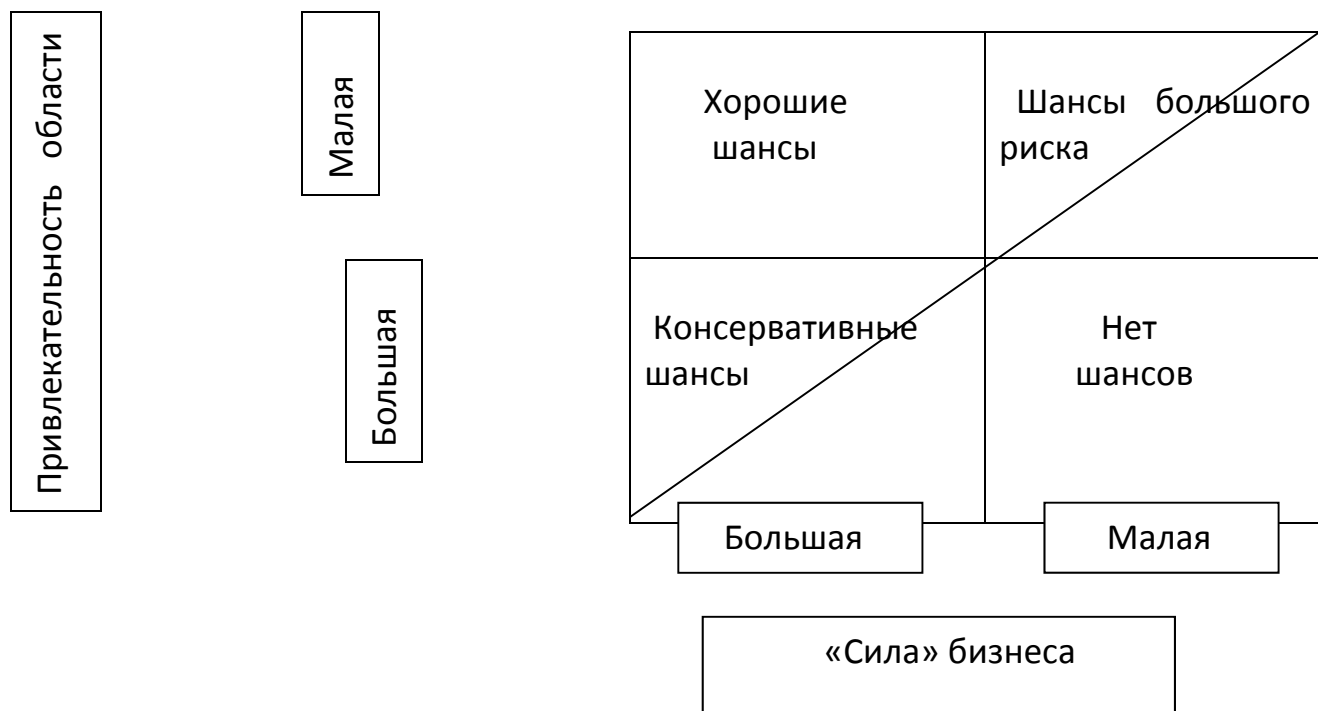 Привлекательность области
Малая
Большая
Хорошие
шансы
Шансы большого
риска
Консервативные
шансы
Нет
шансов
Большая
Малая
«Сила» бизнеса